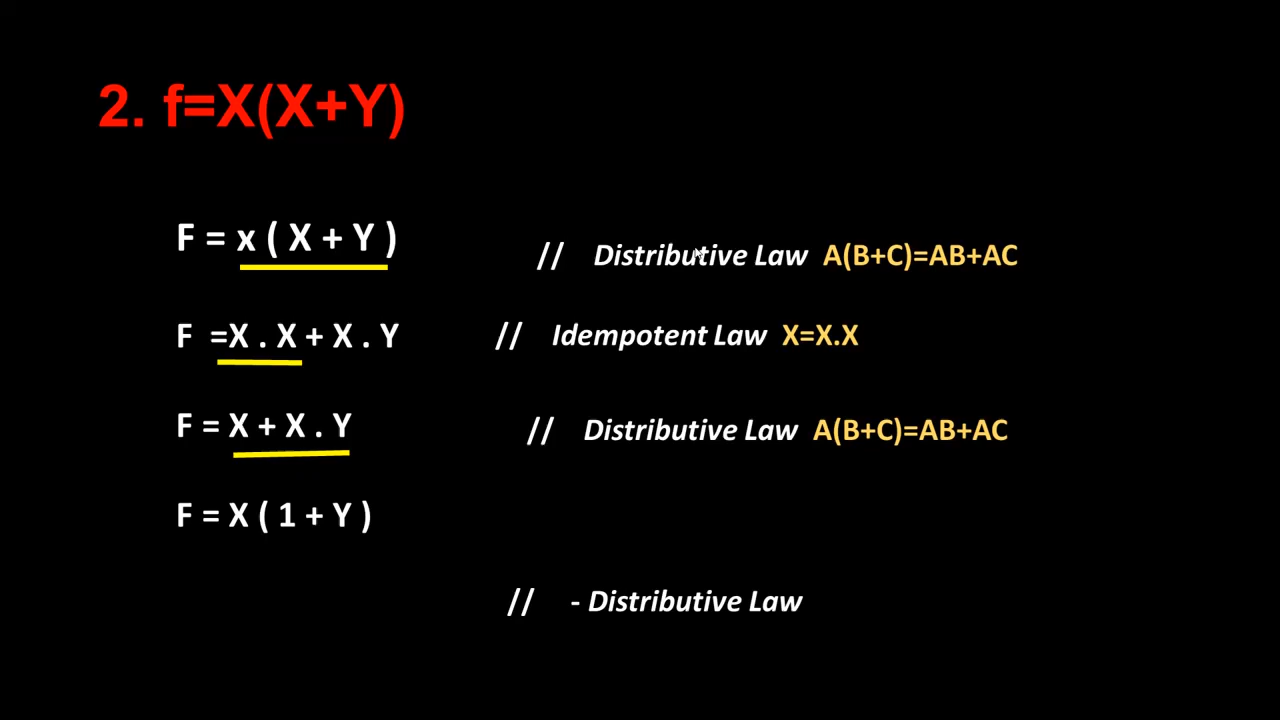 2. f=X(X+Y)
F = x ( X + Y ) // Distributive Law A(B+C)=AB+AC
F =X . X + X . Y // Idempotent Law X=X.X
F = X + X . Y // Distributive Law A(B+C)=AB+AC
F = X ( 1 + Y )
// - Distributive Law